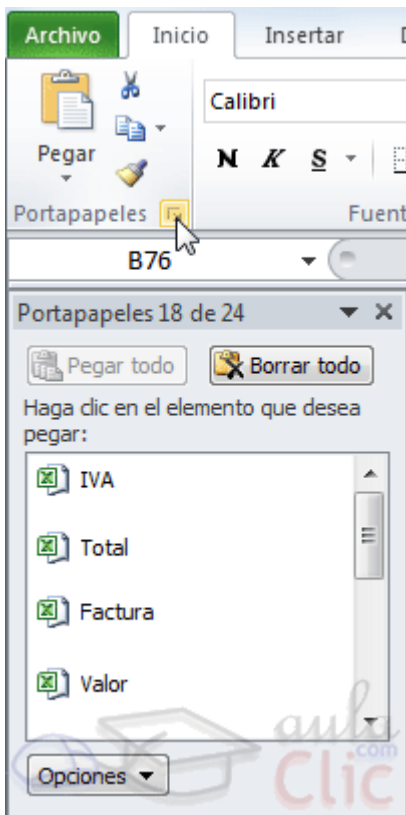 Archivo Inicio Insertar D
Calibri
Pegar
N K S
Portapapeles Fuent
B76
Portapapeles 18 de 24
Pegar todo Borrar todo
Haga clic en el elemento que desea
pegar:
IVA
Total
Factura
Valor
aula
.com
Clic
Opciones